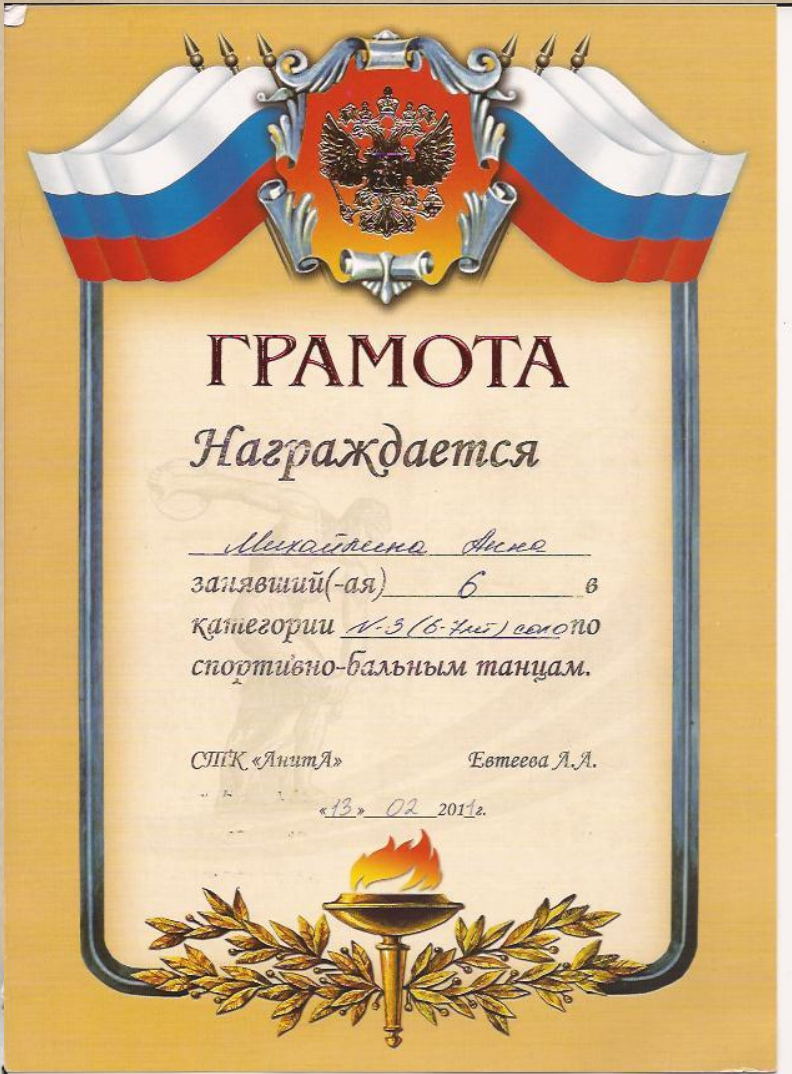 ГРАМОТА
Награждается
Михайлина Анна
занявший(-ая) 6 в
категории N-3 (6-7лет) соло по
спортивно-бальным танцам.
СТК «АнитА» Евтеева А.А.
«13» 02 2011г.